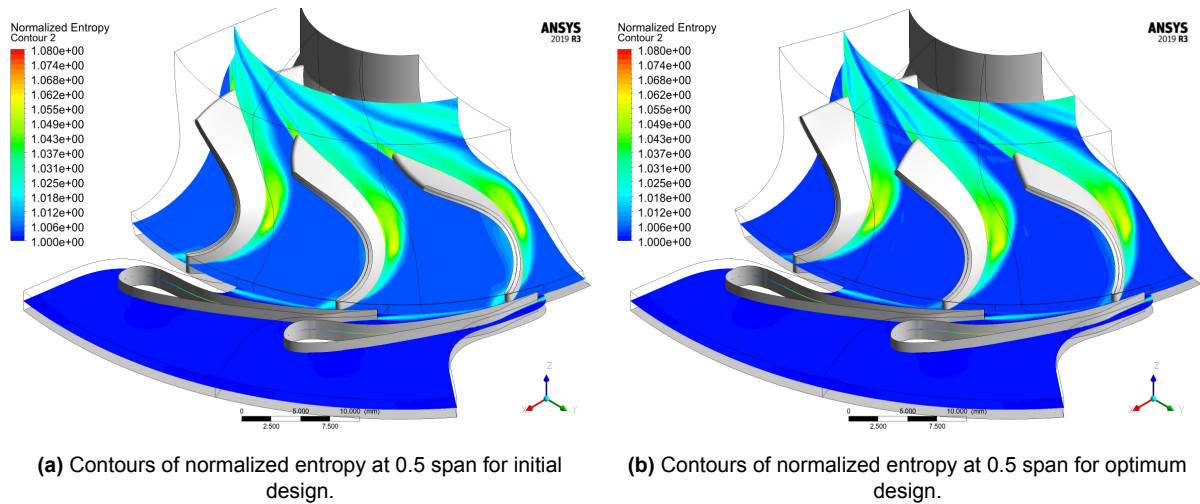 Normalized Entropy
Contour 2
1.080e+00
1.074e+00
1.068e+00
1.062e+00
1.055e+00
1.049e+00
1.043e+00
1.037e+00
1.031e+00
1.025e+00
1.018e+00
1.012e+00
1.006e+00
1.000e+00
ANSYS
2019 R3
0 5.000 10.000 (mm)
2.500 7.500
Z
X Y
(a) Contours of normalized entropy at 0.5 span for initial
design.
Normalized Entropy
Contour 2
1.080e+00
1.074e+00
1.068e+00
1.062e+00
1.055e+00
1.049e+00
1.043e+00
1.037e+00
1.031e+00
1.025e+00
1.018e+00
1.012e+00
1.006e+00
1.000e+00
ANSYS
2019 R3
0 5.000 10.000 (mm)
2.500 7.500
Z
X Y
(b) Contours of normalized entropy at 0.5 span for optimum
design.